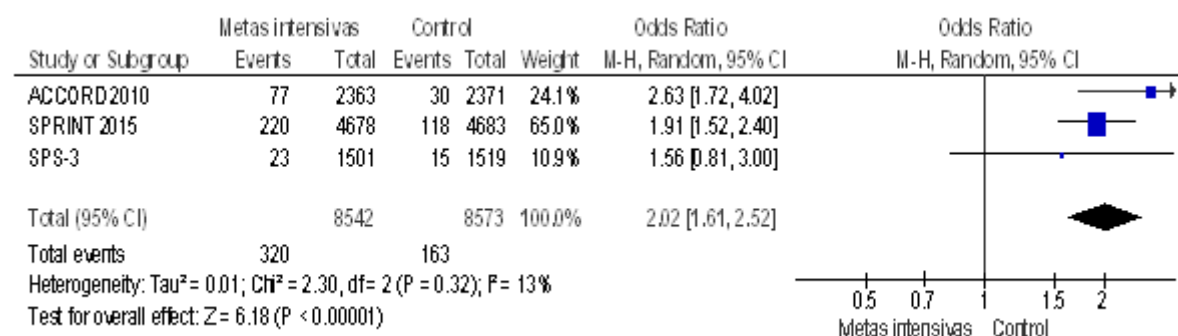 Metas intensivas Control Odds Ratio Odds Ratio
Study or Subgroup Events Total Events Total Weight M-H, Random, 95% CI M-H, Random, 95% CI
ACCORD 2010 77 2363 30 2371 24.1% 2.63 [1.72, 4.02]
SPRINT 2015 220 4678 118 4683 65.0% 1.91 [1.52, 2.40]
SPS-3 23 1501 15 1519 10.9% 1.56 [0.81, 3.00]
Total (95% CI) 8542 8573 100.0% 2.02 [1.61, 2.52]
Total events 320 163
Heterogeneity: Tau² = 0.01; Chi² = 2.30, df = 2 (P = 0.32); I² = 13%
Test for overall effect: Z = 6.18 (P < 0.00001)
0.5 0.7 1 1.5 2
Metas intensivas Control